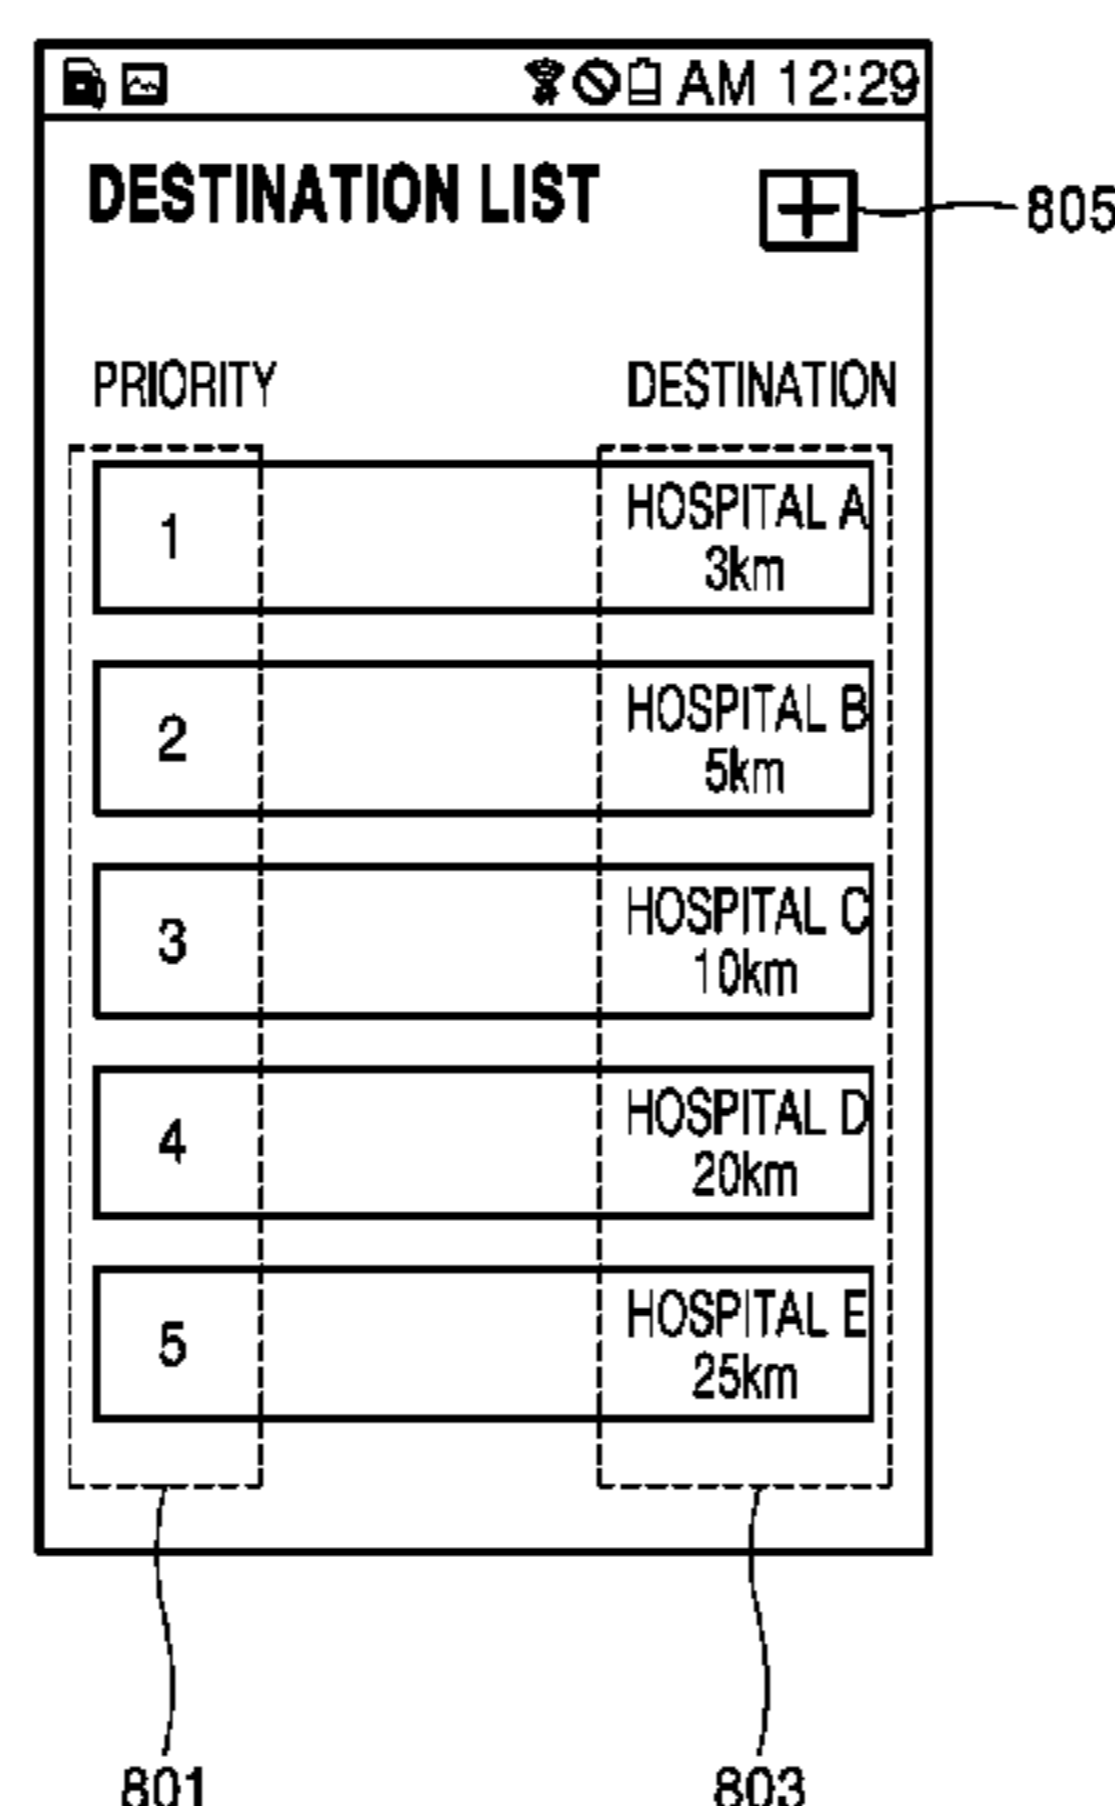 AM 12:29
DESTINATION LIST
805
PRIORITY DESTINATION
1 HOSPITAL A
3km
2 HOSPITAL B
5km
3 HOSPITAL C
10km
4 HOSPITAL D
20km
5 HOSPITAL E
25km
801 803